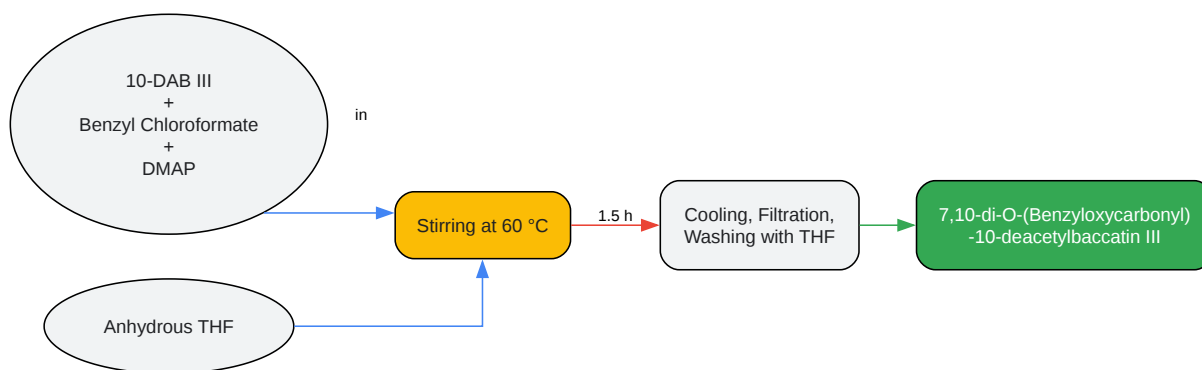 10-DAB III
+
Benzyl Chloroformate
+
DMAP
in
Stirring at 60 °C
1.5 h
Cooling, Filtration,
Washing with THF
7,10-di-O-(Benzyloxycarbonyl)
-10-deacetylbaccatin III
Anhydrous THF